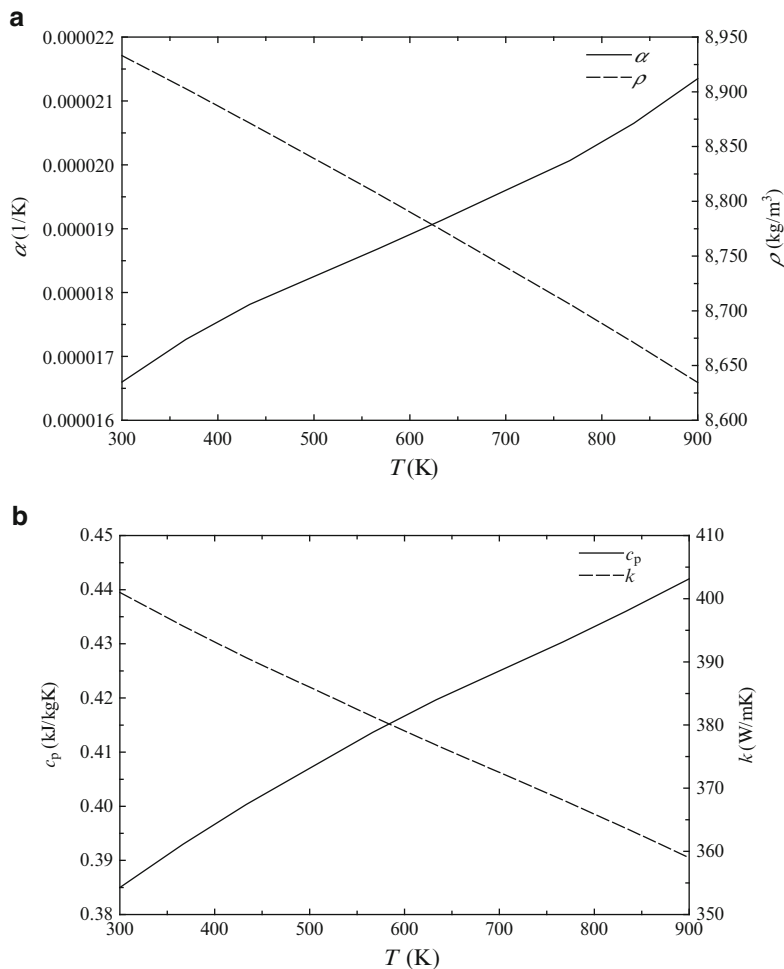 a
0.000022
0.000021
0.000020
0.000019
0.000018
0.000017
0.000016
α (1/K)
α
ρ
8,950
8,900
8,850
8,800
8,750
8,700
8,650
8,600
ρ (kg/m³)
300 400 500 600 700 800 900
T (K)
b
0.45
0.44
0.43
0.42
0.41
0.40
0.39
0.38
cₚ (kJ/kgK)
cₚ
k
410
400
390
380
370
360
350
k (W/mK)
300 400 500 600 700 800 900
T (K)